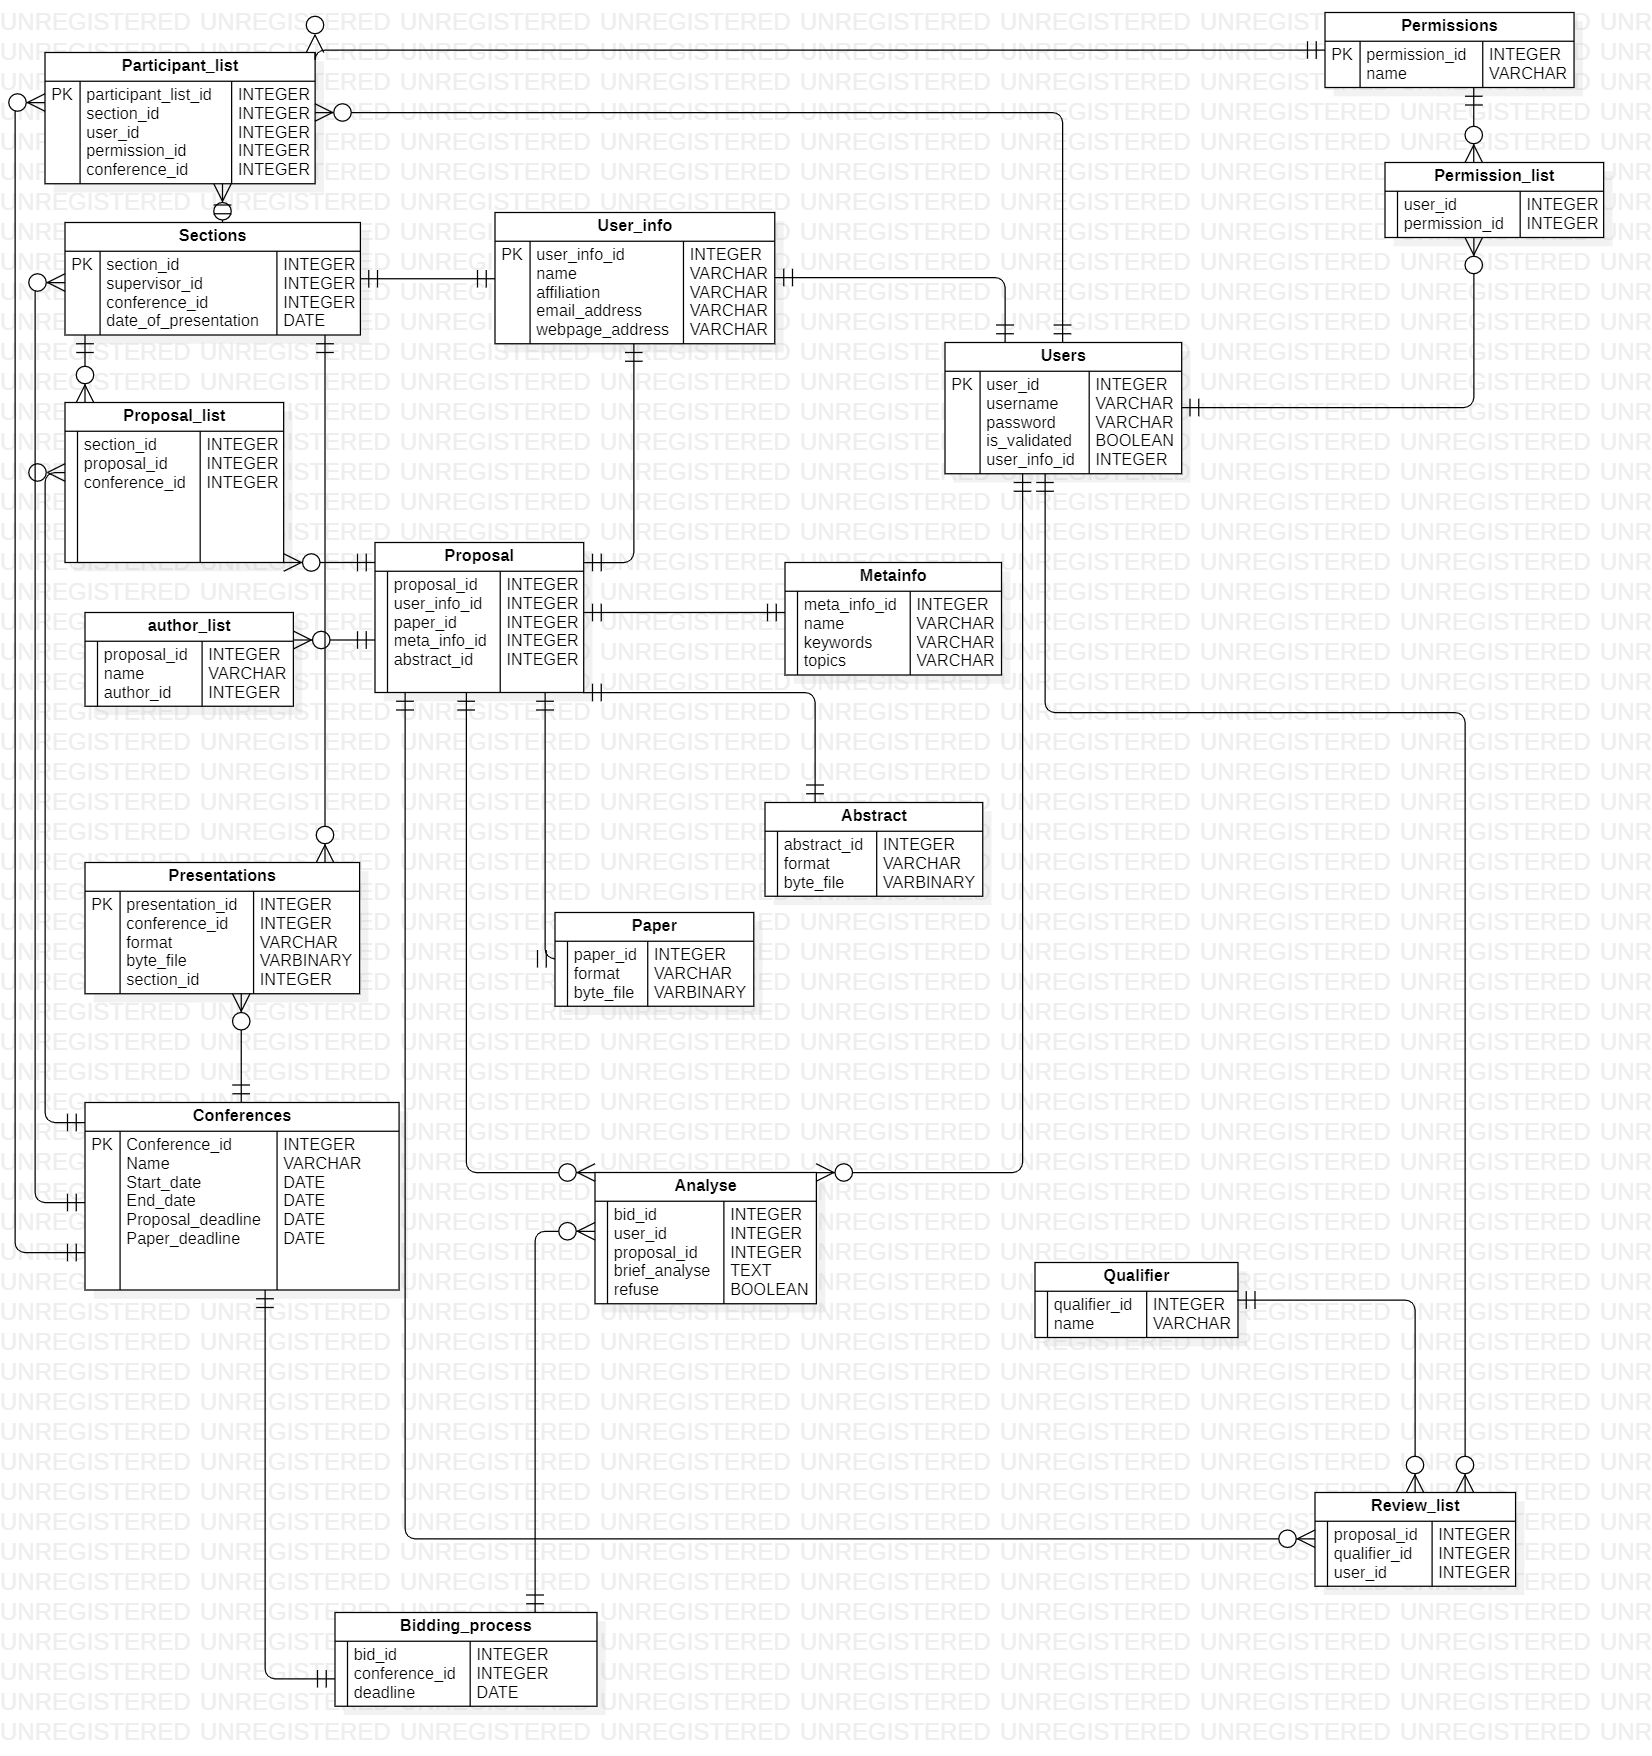 Permissions
PK permission_id INTEGER
name VARCHAR
Participant_list
PK participant_list_id INTEGER
section_id INTEGER
user_id INTEGER
permission_id INTEGER
conference_id INTEGER
Permission_list
user_id INTEGER
permission_id INTEGER
Sections
PK section_id INTEGER
supervisor_id INTEGER
conference_id INTEGER
date_of_presentation DATE
User_info
PK user_info_id INTEGER
name VARCHAR
affiliation VARCHAR
email_address VARCHAR
webpage_address VARCHAR
Users
PK user_id INTEGER
username VARCHAR
password VARCHAR
is_validated BOOLEAN
user_info_id INTEGER
Proposal_list
section_id INTEGER
proposal_id INTEGER
conference_id INTEGER
Proposal
proposal_id INTEGER
user_info_id INTEGER
paper_id INTEGER
meta_info_id INTEGER
abstract_id INTEGER
Metainfo
meta_info_id INTEGER
name VARCHAR
keywords VARCHAR
topics VARCHAR
author_list
proposal_id INTEGER
name VARCHAR
author_id INTEGER
Abstract
abstract_id INTEGER
format VARCHAR
byte_file VARBINARY
Presentations
PK presentation_id INTEGER
conference_id INTEGER
format VARCHAR
byte_file VARBINARY
section_id INTEGER
Paper
paper_id INTEGER
format VARCHAR
byte_file VARBINARY
Conferences
PK Conference_id INTEGER
Name VARCHAR
Start_date DATE
End_date DATE
Proposal_deadline DATE
Paper_deadline DATE
Analyse
bid_id INTEGER
user_id INTEGER
proposal_id INTEGER
brief_analyse TEXT
refuse BOOLEAN
Qualifier
qualifier_id INTEGER
name VARCHAR
Review_list
proposal_id INTEGER
qualifier_id INTEGER
user_id INTEGER
Bidding_process
bid_id INTEGER
conference_id INTEGER
deadline DATE
UNREGISTERED